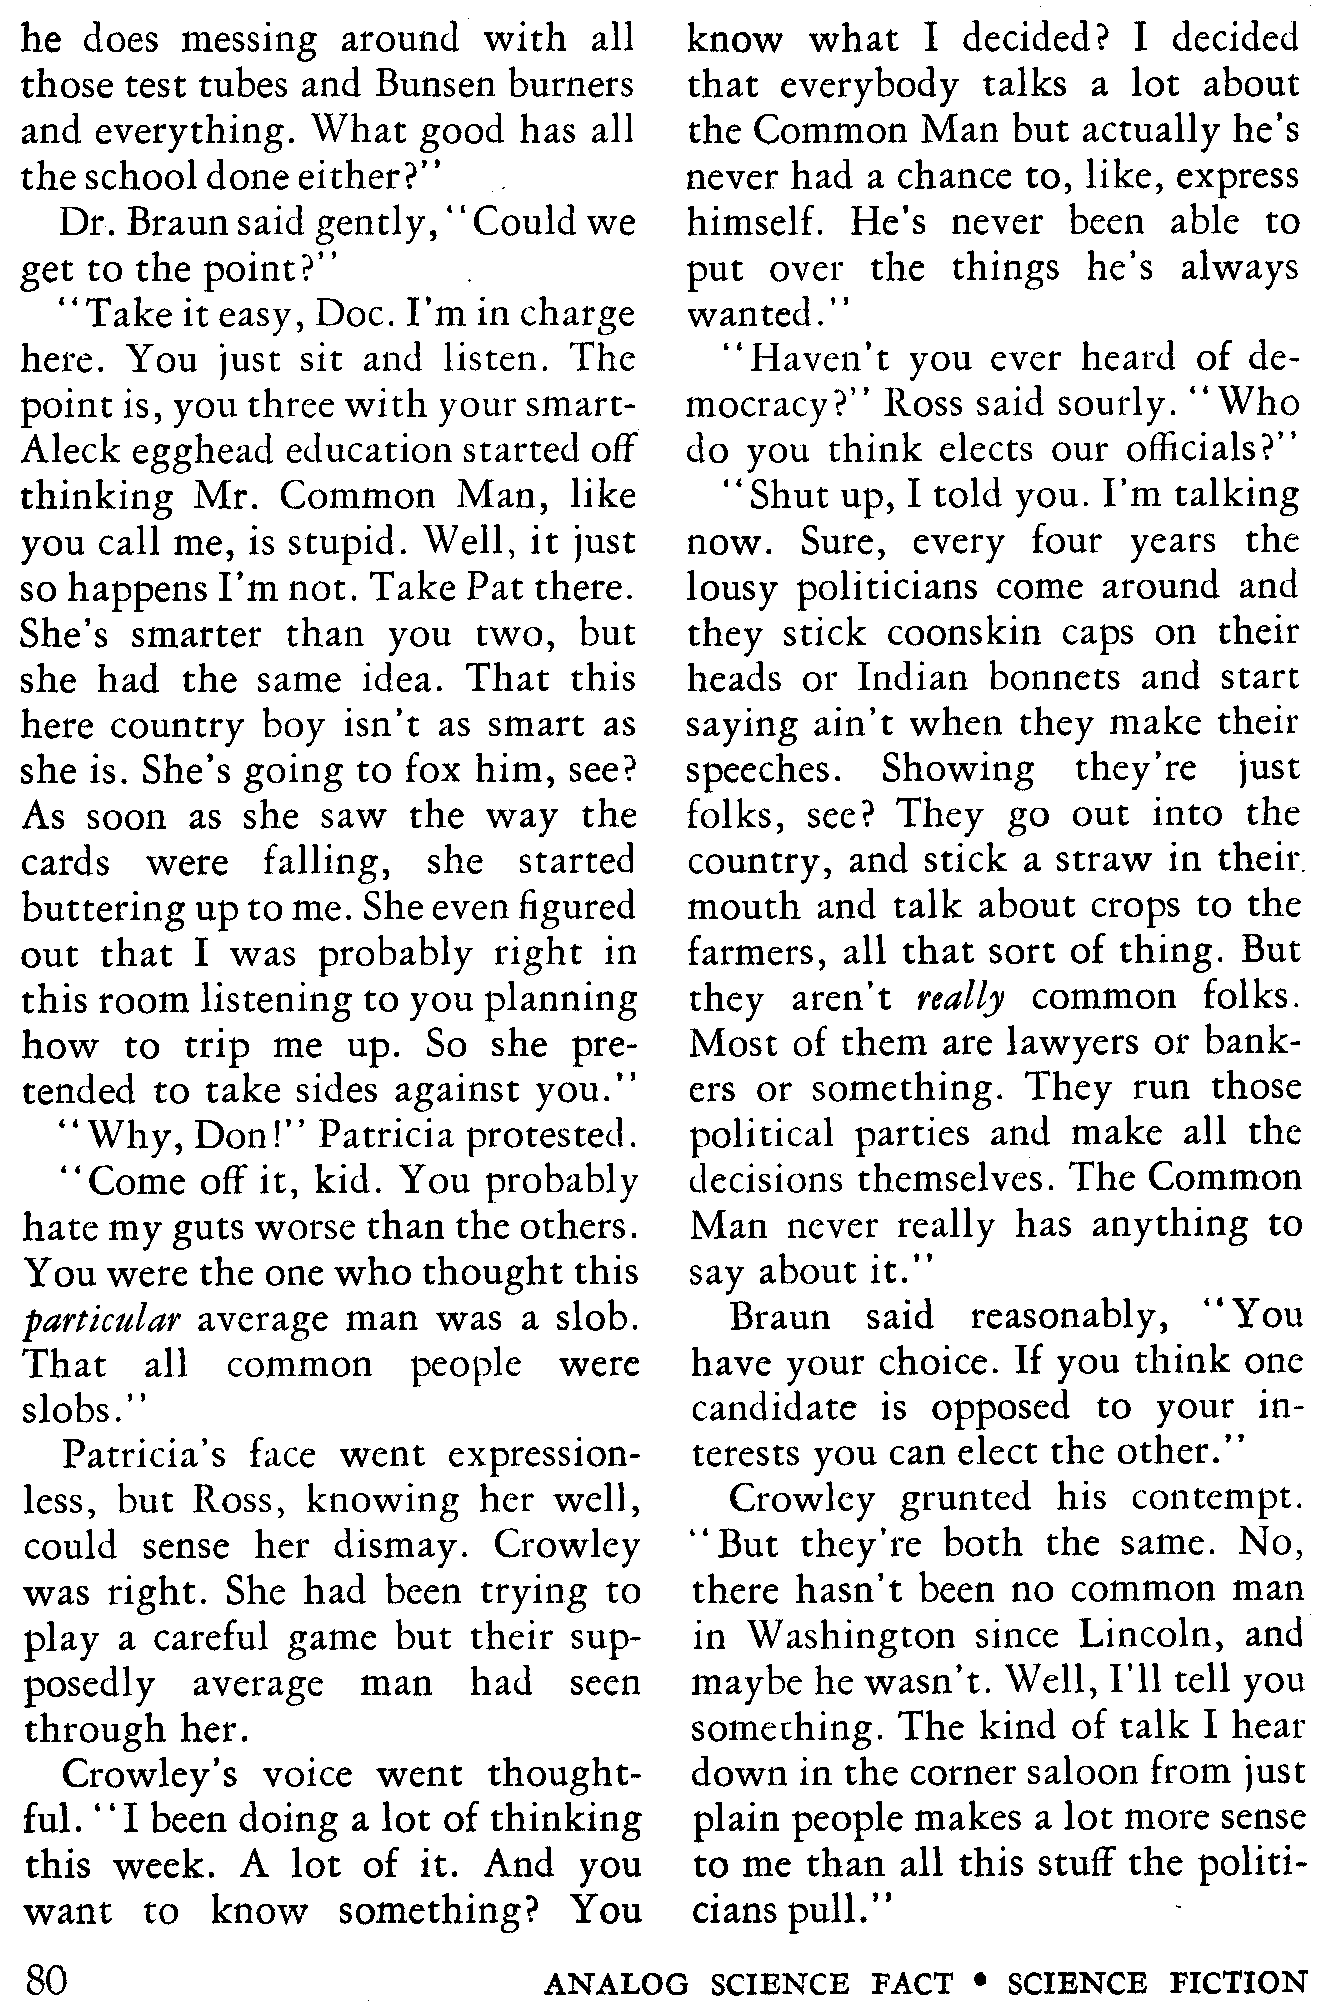 he does messing around with all
those test tubes and Bunsen burners
and everything. What good has all
the school done either?"
Dr. Braun said gently, "Could we
get to the point?"
"Take it easy, Doc. I'm in charge
here. You just sit and listen. The
point is, you three with your smart-
Aleck egghead education started off
thinking Mr. Common Man, like
you call me, is stupid. Well, it just
so happens I'm not. Take Pat there.
She's smarter than you two, but
she had the same idea. That this
here country boy isn't as smart as
she is. She's going to fox him, see?
As soon as she saw the way the
cards were falling, she started
buttering up to me. She even figured
out that I was probably right in
this room listening to you planning
how to trip me up. So she pre-
tended to take sides against you."
"Why, Don!" Patricia protested.
"Come off it, kid. You probably
hate my guts worse than the others.
You were the one who thought this
particular average man was a slob.
That all common people were
slobs."
Patricia's face went expression-
less, but Ross, knowing her well,
could sense her dismay. Crowley
was right. She had been trying to
play a careful game but their sup-
posedly average man had seen
through her.
Crowley's voice went thought-
ful. "I been doing a lot of thinking
this week. A lot of it. And you
want to know something? You
know what I decided? I decided
that everybody talks a lot about
the Common Man but actually he's
never had a chance to, like, express
himself. He's never been able to
put over the things he's always
wanted."
"Haven't you ever heard of de-
mocracy?" Ross said sourly. "Who
do you think elects our officials?"
"Shut up, I told you. I'm talking
now. Sure, every four years the
lousy politicians come around and
they stick coonskin caps on their
heads or Indian bonnets and start
saying ain't when they make their
speeches. Showing they're just
folks, see? They go out into the
country, and stick a straw in their
mouth and talk about crops to the
farmers, all that sort of thing. But
they aren't really common folks.
Most of them are lawyers or bank-
ers or something. They run those
political parties and make all the
decisions themselves. The Common
Man never really has anything to
say about it."
Braun said reasonably, "You
have your choice. If you think one
candidate is opposed to your in-
terests you can elect the other."
Crowley grunted his contempt.
"But they're both the same. No,
there hasn't been no common man
in Washington since Lincoln, and
maybe he wasn't. Well, I'll tell you
something. The kind of talk I hear
down in the corner saloon from just
plain people makes a lot more sense
to me than all this stuff the politi-
cians pull."
80 ANALOG SCIENCE FACT • SCIENCE FICTION